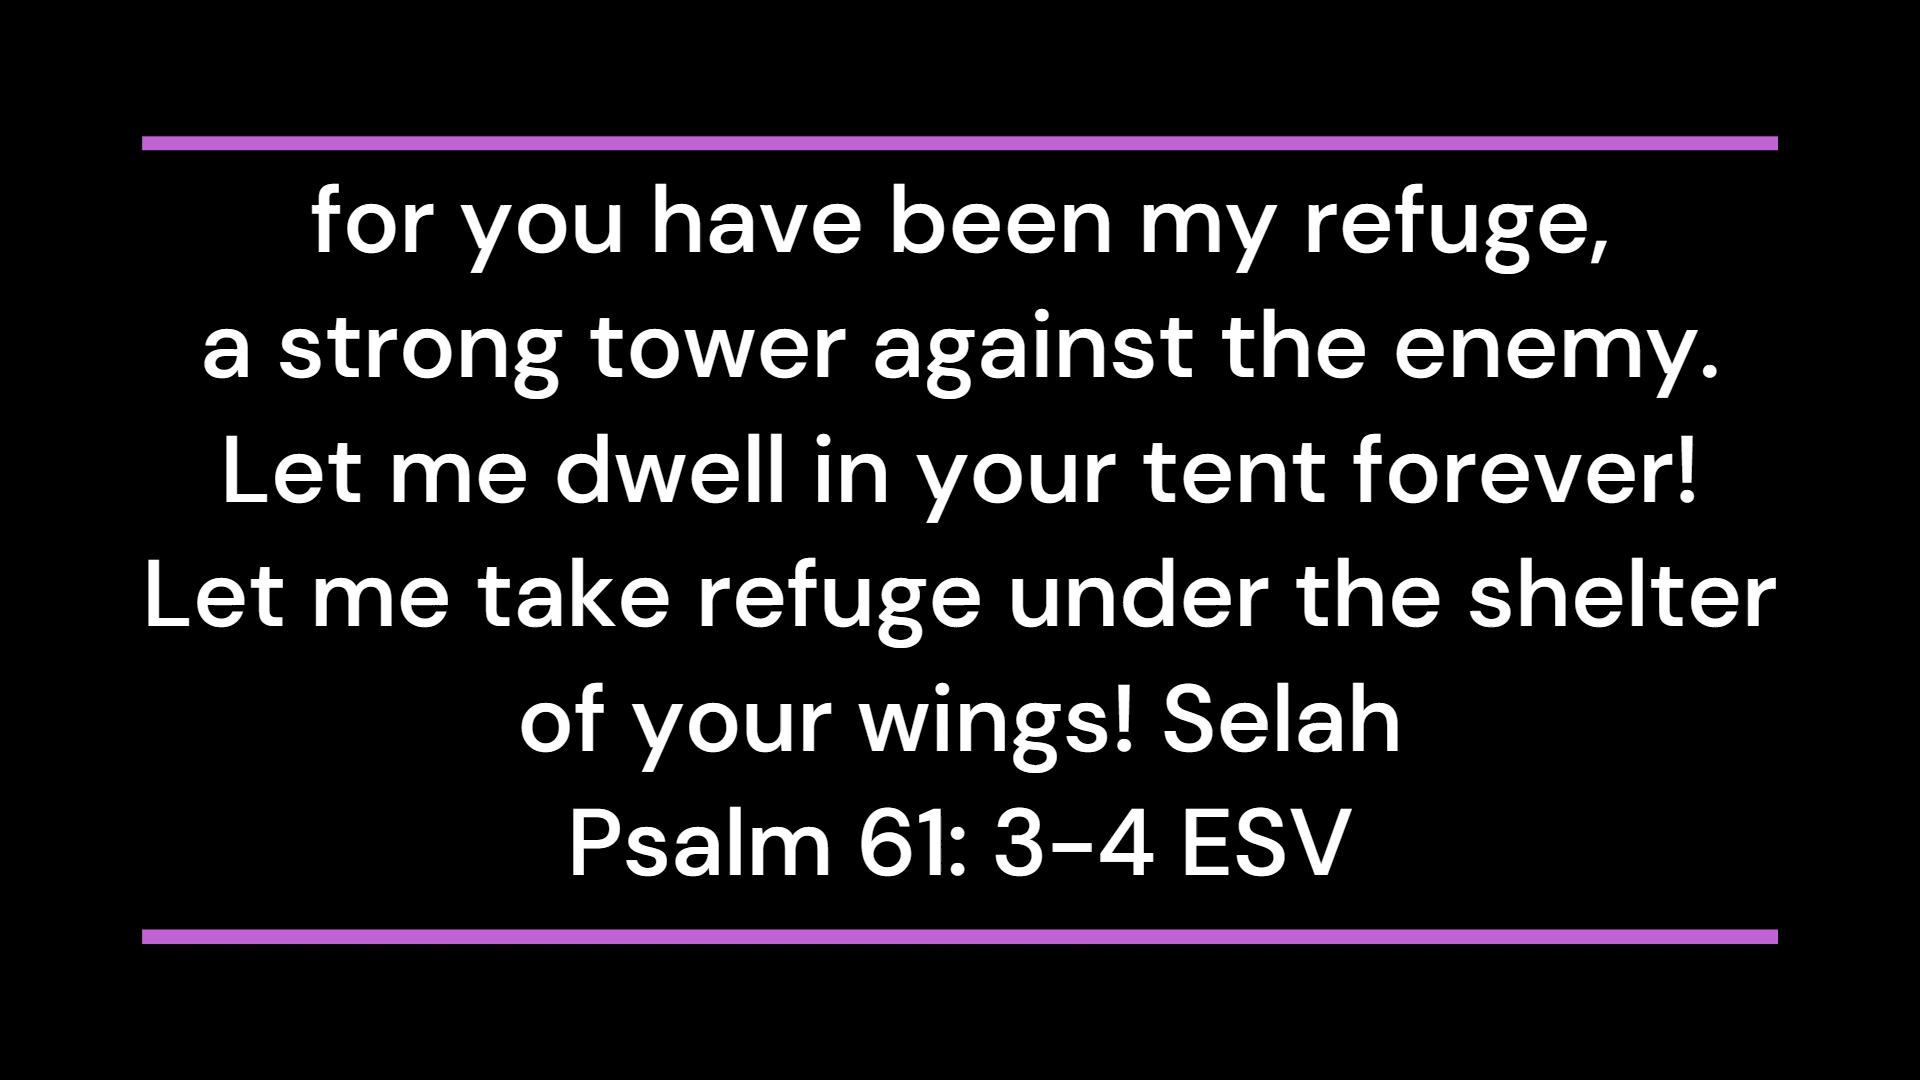 for you have been my refuge,
a strong tower against the enemy.
Let me dwell in your tent forever!
Let me take refuge under the shelter
of your wings! Selah
Psalm 61: 3-4 ESV